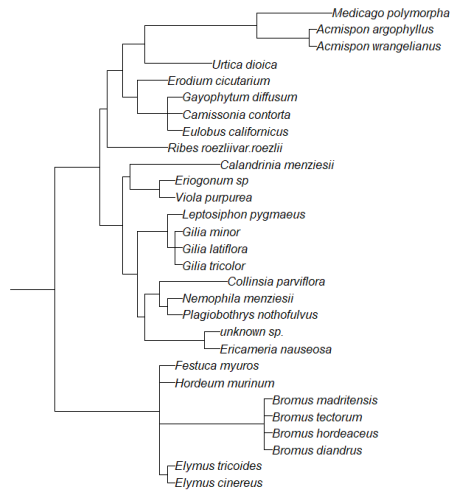 Medicago polymorpha
Acmispon argophyllus
Acmispon wrangelianus
Urtica dioica
Erodium cicutarium
Gayophytum diffusum
Camissonia contorta
Eulobus californicus
Ribes roezliivar.roezlii
Calandrinia menziesii
Eriogonum sp
Viola purpurea
Leptosiphon pygmaeus
Gilia minor
Gilia latiflora
Gilia tricolor
Collinsia parviflora
Nemophila menziesii
Plagiobothrys nothofulvus
unknown sp.
Ericameria nauseosa
Festuca myuros
Hordeum murinum
Bromus madritensis
Bromus tectorum
Bromus hordeaceus
Bromus diandrus
Elymus tricoides
Elymus cinereus